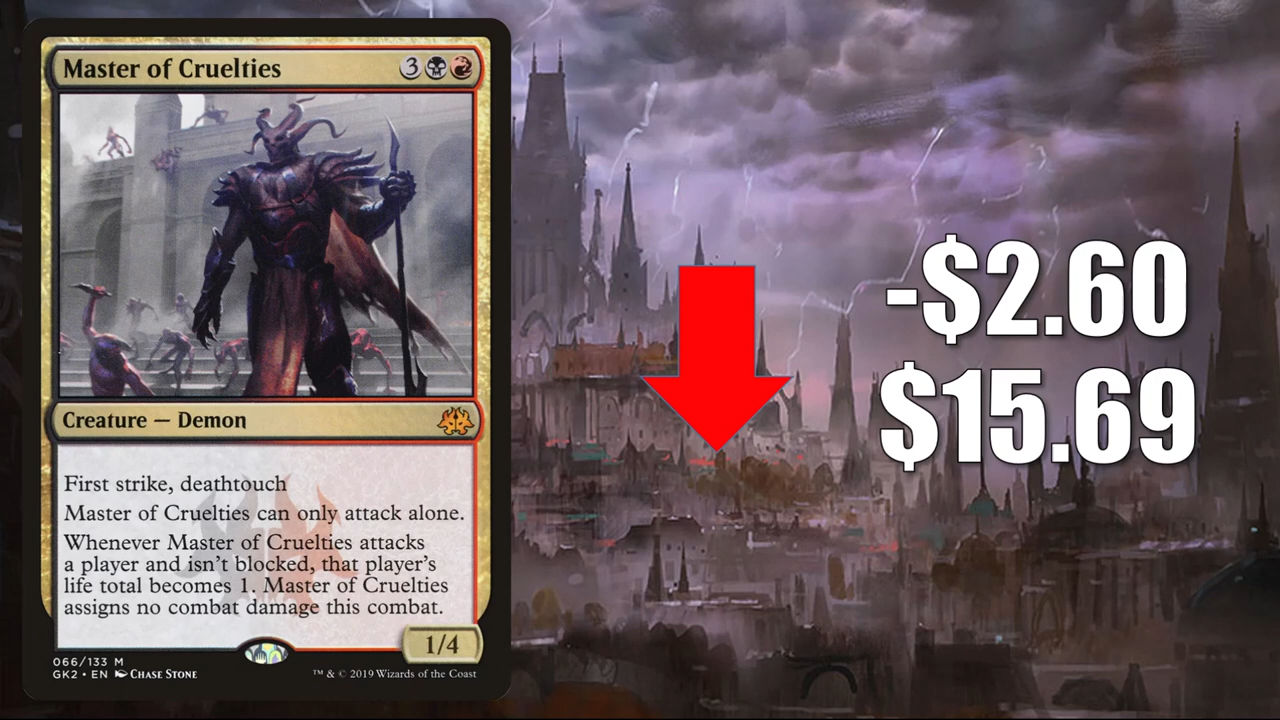 Master of Cruelties 3
Creature — Demon
First strike, deathtouch
Master of Cruelties can only attack alone.
Whenever Master of Cruelties attacks
a player and isn't blocked, that player's
life total becomes 1. Master of Cruelties
assigns no combat damage this combat.
1/4
066/133 M
GK2 • EN Chase Stone
™ & © 2019 Wizards of the Coast
-$2.60
$15.69